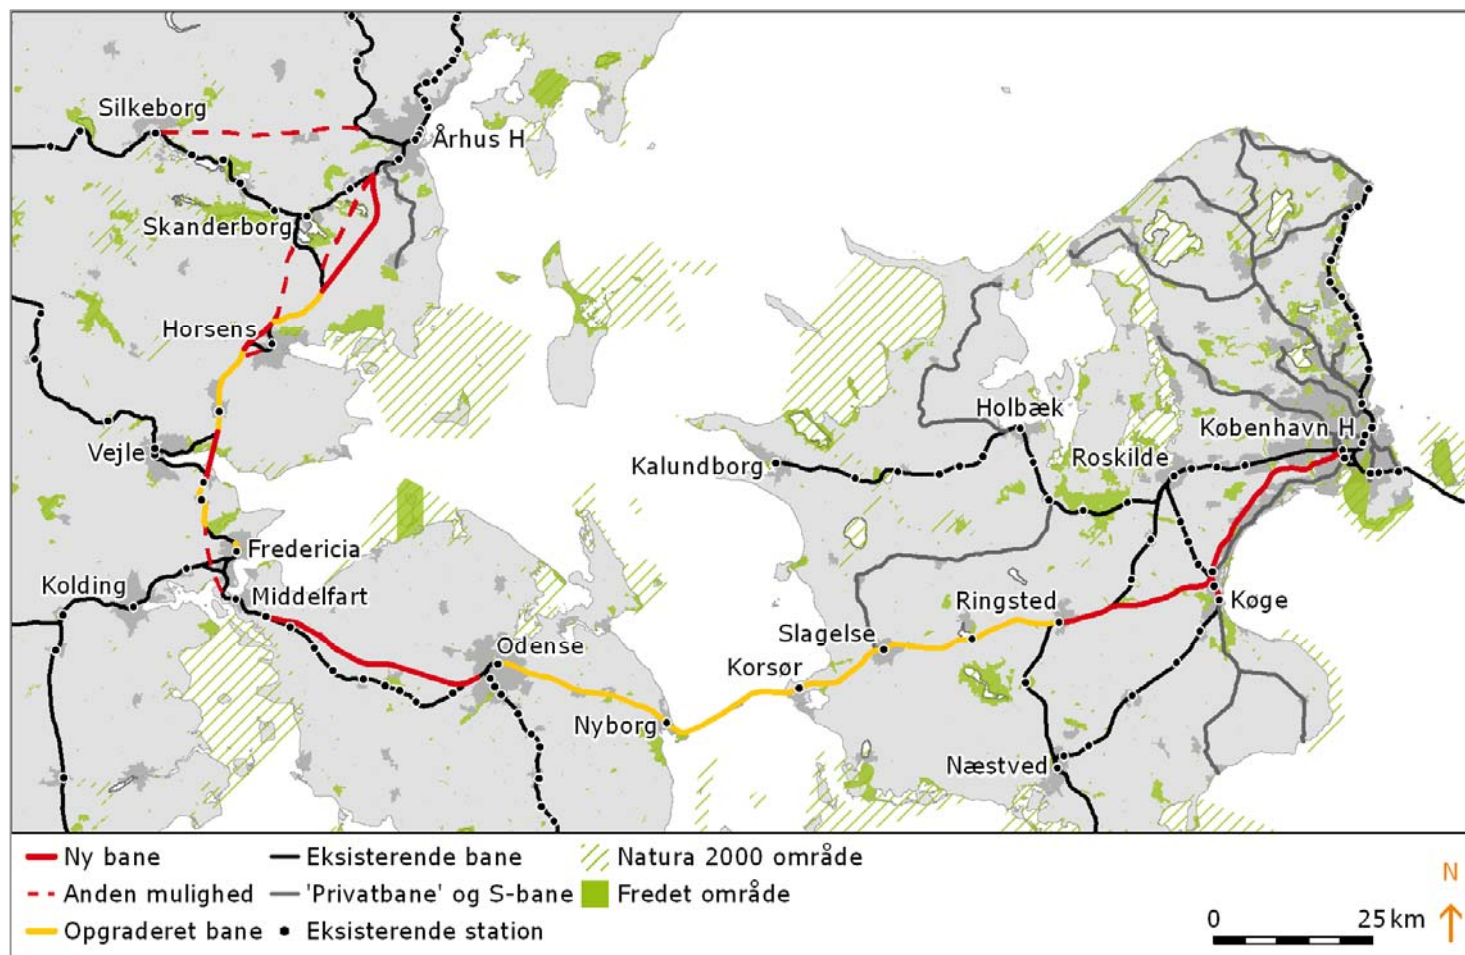 Silkeborg
Århus H
Skanderborg
Horsens
Holbæk
København H
Vejle
Kalundborg
Roskilde
Fredericia
Kolding
Middelfart
Ringsted
Køge
Odense
Slagelse
Korsør
Nyborg
Næstved
Ny bane
Eksisterende bane
Natura 2000 område
Anden mulighed
'Privatbane' og S-bane
Fredet område
Opgraderet bane
Eksisterende station
0 25 km
N